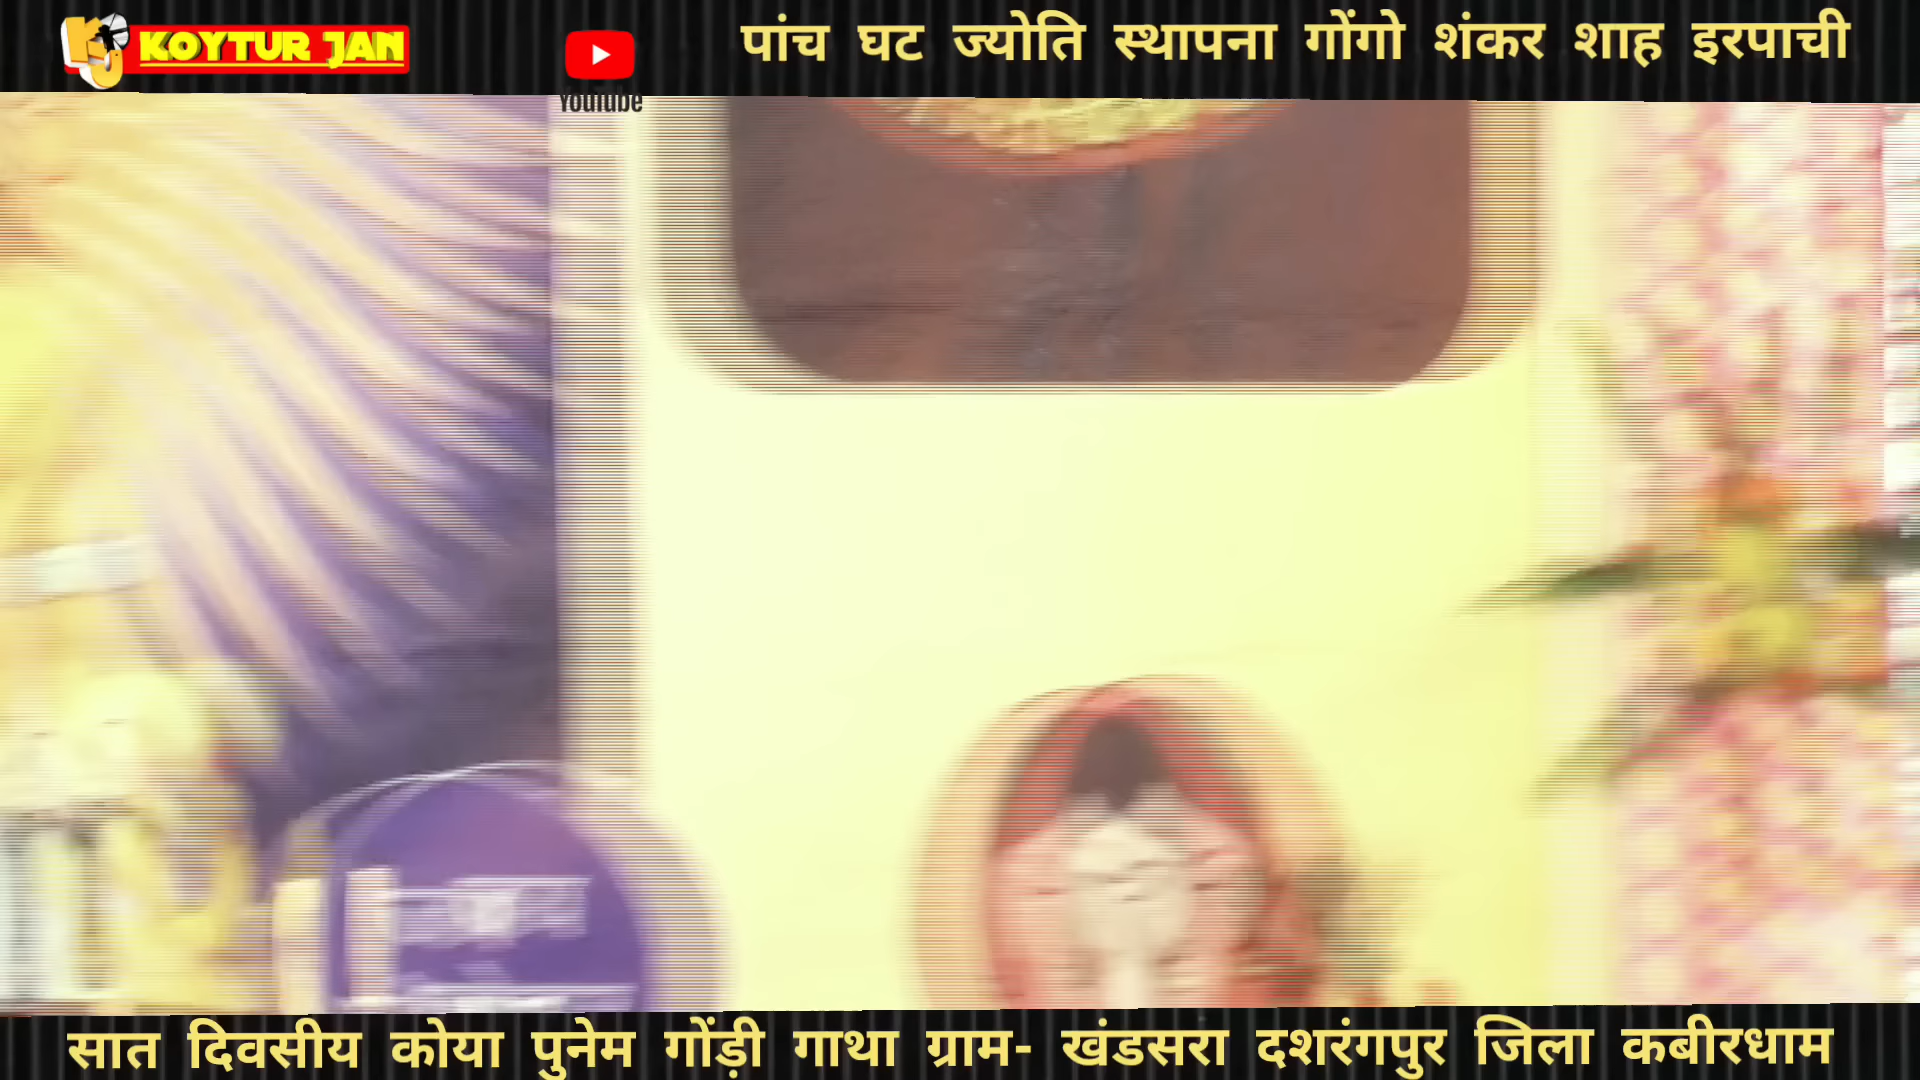 KOYTUR JAN
YouTube
पांच घट ज्योति स्थापना गोंगो शंकर शाह इरपाची
सात दिवसीय कोया पुनेम गोंड़ी गाथा ग्राम- खंडसरा दशरंगपुर जिला कबीरधाम